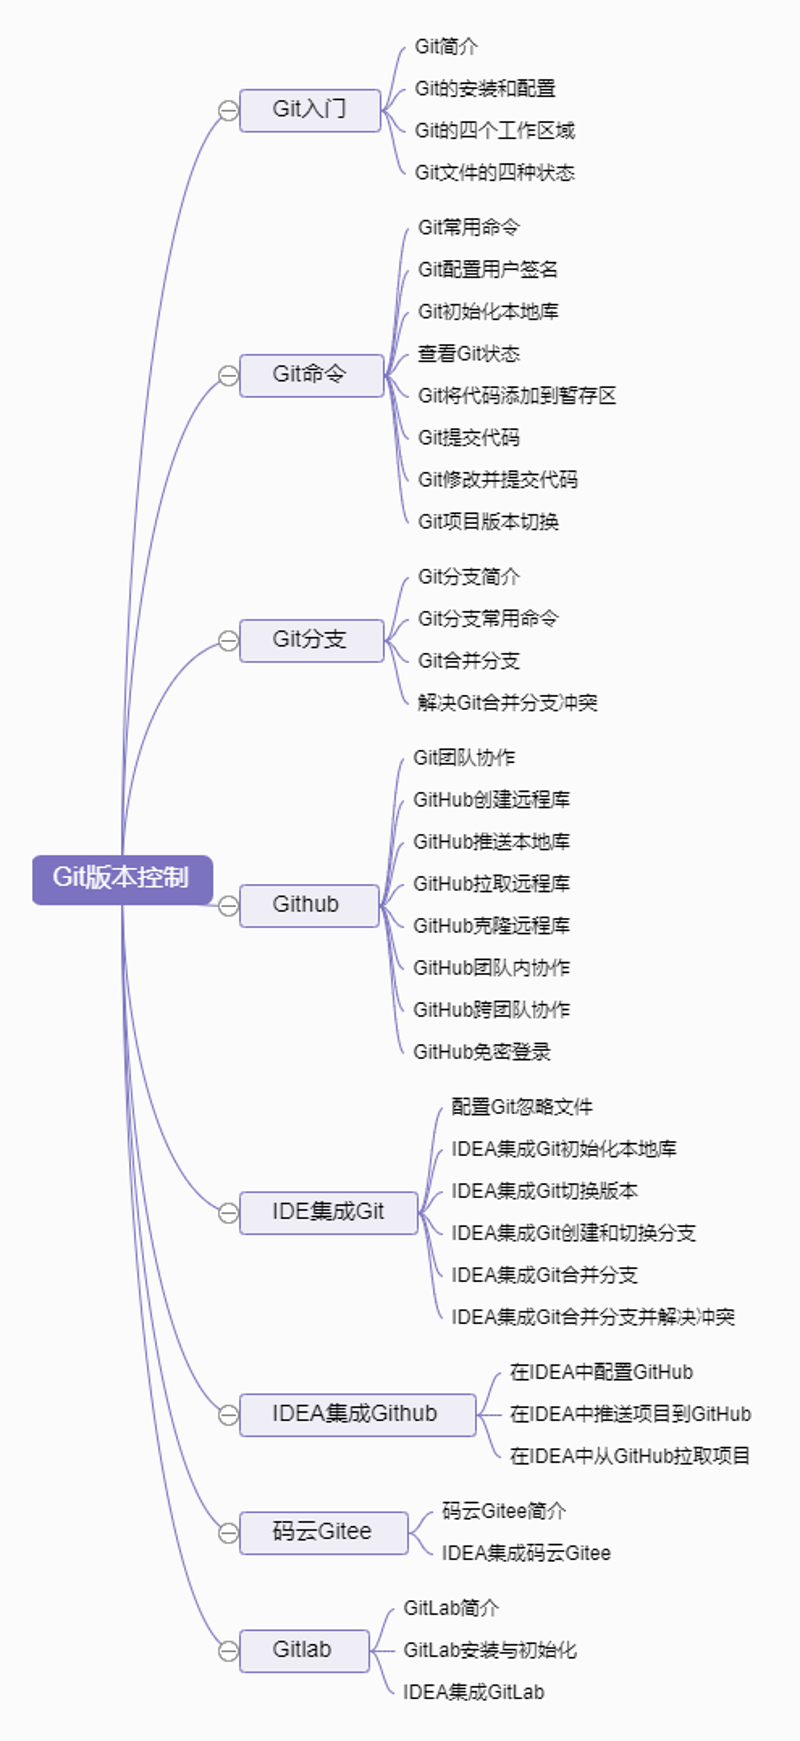 Git版本控制
Git入门
Git简介
Git的安装和配置
Git的四个工作区域
Git文件的四种状态
Git命令
Git常用命令
Git配置用户签名
Git初始化本地库
查看Git状态
Git将代码添加到暂存区
Git提交代码
Git修改并提交代码
Git项目版本切换
Git分支
Git分支简介
Git分支常用命令
Git合并分支
解决Git合并分支冲突
Github
Git团队协作
GitHub创建远程库
GitHub推送本地库
GitHub拉取远程库
GitHub克隆远程库
GitHub团队内协作
GitHub跨团队协作
GitHub免密登录
IDE集成Git
配置Git忽略文件
IDEA集成Git初始化本地库
IDEA集成Git切换版本
IDEA集成Git创建和切换分支
IDEA集成Git合并分支
IDEA集成Git合并分支并解决冲突
IDEA集成Github
在IDEA中配置GitHub
在IDEA中推送项目到GitHub
在IDEA中从GitHub拉取项目
码云Gitee
码云Gitee简介
IDEA集成码云Gitee
Gitlab
GitLab简介
GitLab安装与初始化
IDEA集成GitLab